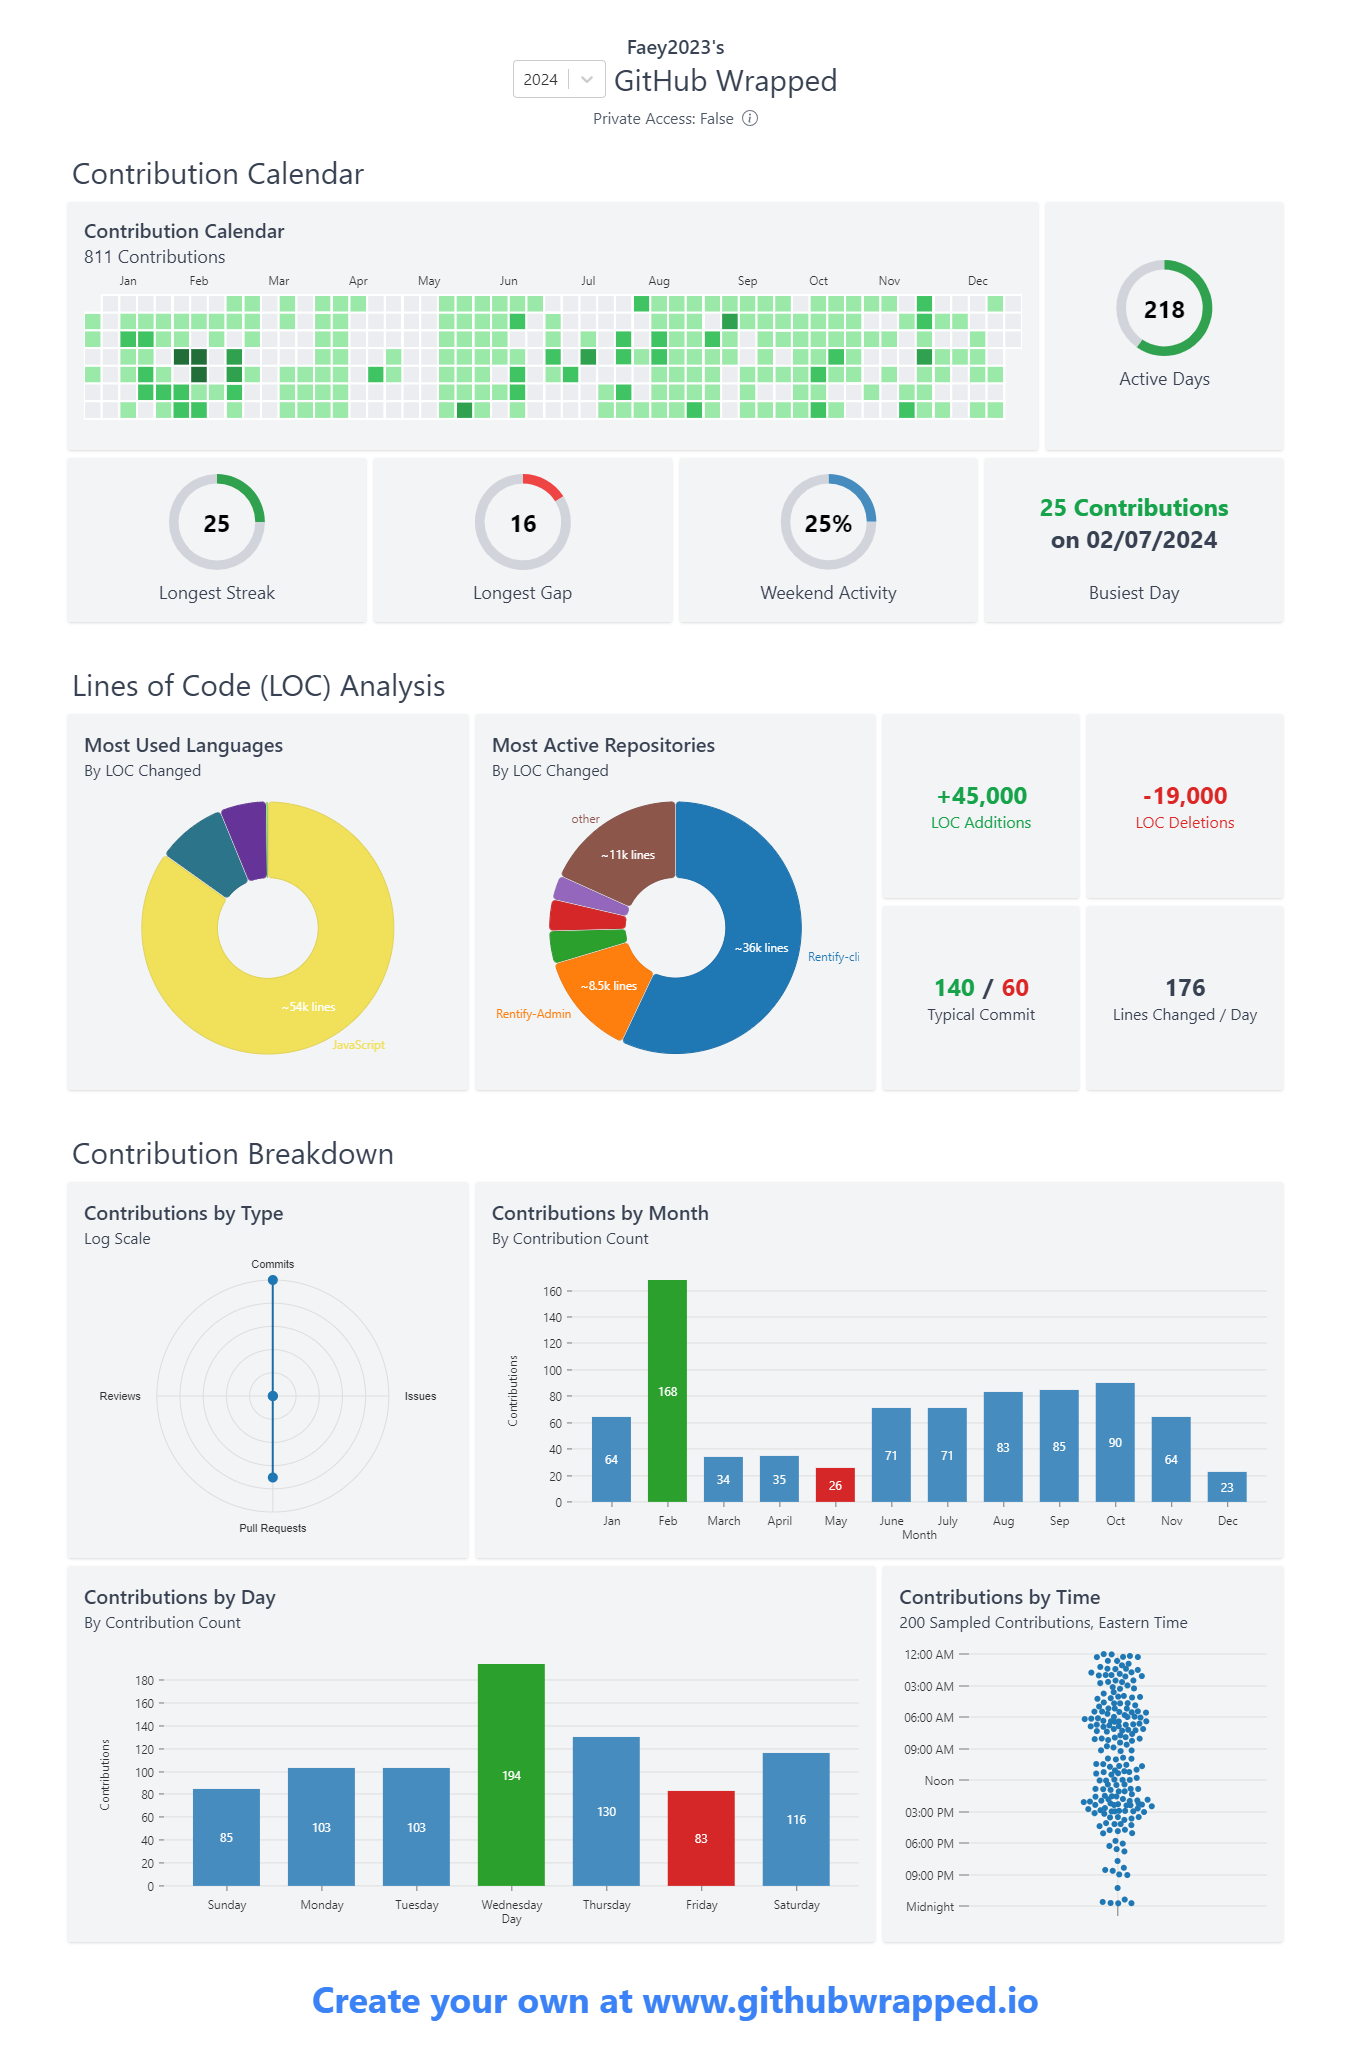 Faey2023's
2024
GitHub Wrapped
Private Access: False
Contribution Calendar
Contribution Calendar
811 Contributions
Jan Feb Mar Apr May Jun Jul Aug Sep Oct Nov Dec
218
Active Days
25
Longest Streak
16
Longest Gap
25%
Weekend Activity
25 Contributions
on 02/07/2024
Busiest Day
Lines of Code (LOC) Analysis
Most Used Languages
By LOC Changed
~54k lines
JavaScript
Most Active Repositories
By LOC Changed
other
~11k lines
~36k lines
Rentify-cli
~8.5k lines
Rentify-Admin
+45,000
LOC Additions
-19,000
LOC Deletions
140 / 60
Typical Commit
176
Lines Changed / Day
Contribution Breakdown
Contributions by Type
Log Scale
Commits
Reviews
Issues
Pull Requests
Contributions by Month
By Contribution Count
Contributions
160
140
120
100
80
60
40
20
0
64 168 34 35 26 71 71 83 85 90 64 23
Jan Feb March April May June July Aug Sep Oct Nov Dec
Month
Contributions by Day
By Contribution Count
Contributions
180
160
140
120
100
80
60
40
20
0
85 103 103 194 130 83 116
Sunday Monday Tuesday Wednesday Thursday Friday Saturday
Day
Contributions by Time
200 Sampled Contributions, Eastern Time
12:00 AM
03:00 AM
06:00 AM
09:00 AM
Noon
03:00 PM
06:00 PM
09:00 PM
Midnight
Create your own at www.githubwrapped.io